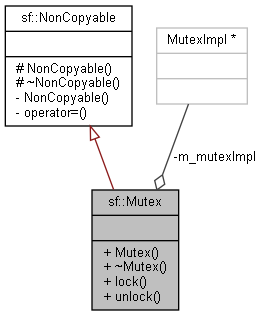 sf::NonCopyable
# NonCopyable()
# ~NonCopyable()
- NonCopyable()
- operator=()
MutexImpl *
-m_mutexImpl
sf::Mutex
+ Mutex()
+ ~Mutex()
+ lock()
+ unlock()